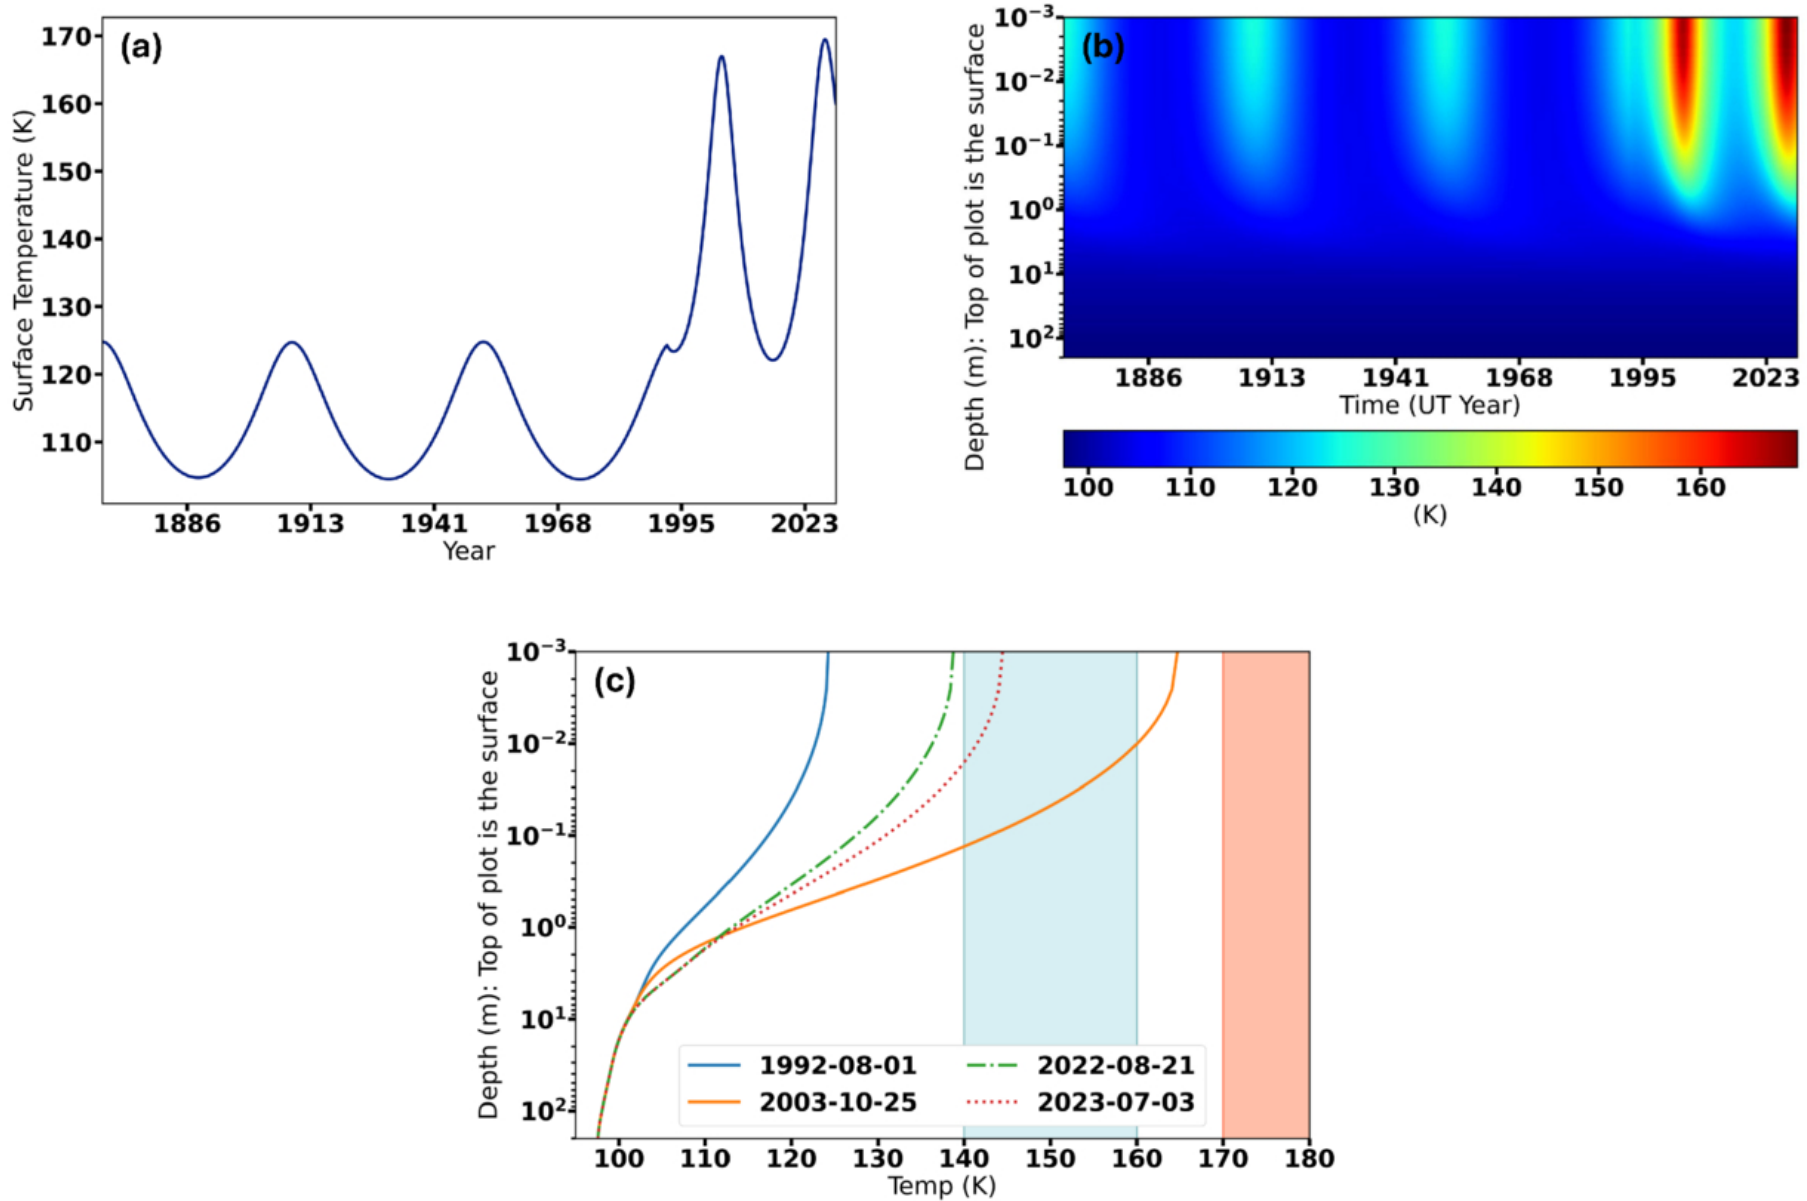 (a)
Surface Temperature (K)
170
160
150
140
130
120
110
1886 1913 1941 1968 1995 2023
Year
(b)
Depth (m): Top of plot is the surface
10⁻³
10⁻²
10⁻¹
10⁰
10¹
10²
1886 1913 1941 1968 1995 2023
Time (UT Year)
100 110 120 130 140 150 160
(K)
(c)
Depth (m): Top of plot is the surface
10⁻³
10⁻²
10⁻¹
10⁰
10¹
10²
1992-08-01 2022-08-21
2003-10-25 2023-07-03
100 110 120 130 140 150 160 170 180
Temp (K)